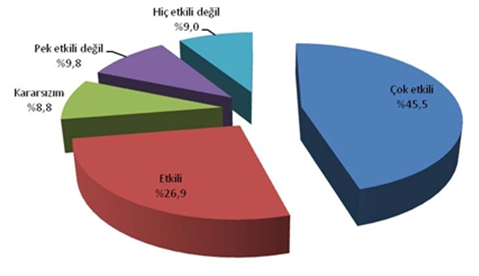 Hiç etkili değil
%9,0
Pek etkili değil
%9,8
Kararsızım
%8,8
Çok etkili
%45,5
Etkili
%26,9